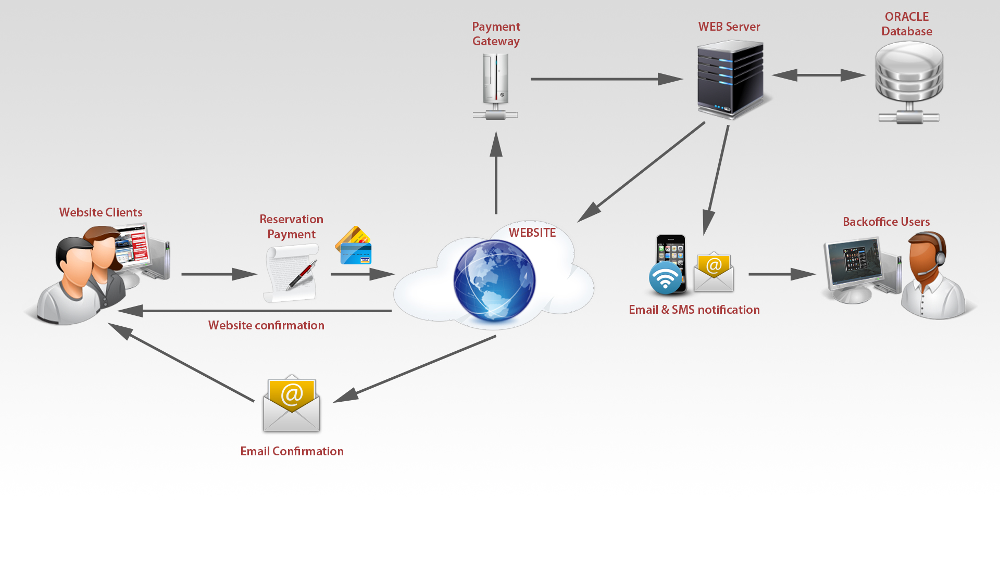 Payment
Gateway
WEB Server
ORACLE
Database
Website Clients
Reservation
Payment
WEBSITE
Backoffice Users
Email & SMS notification
Website confirmation
Email Confirmation
VISA
@
@